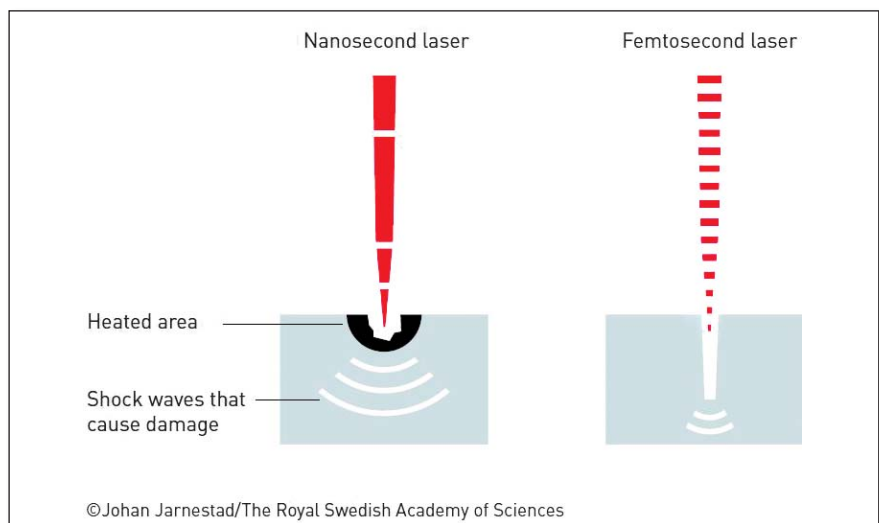 Nanosecond laser
Femtosecond laser
Heated area
Shock waves that
cause damage
©Johan Jarnestad/The Royal Swedish Academy of Sciences